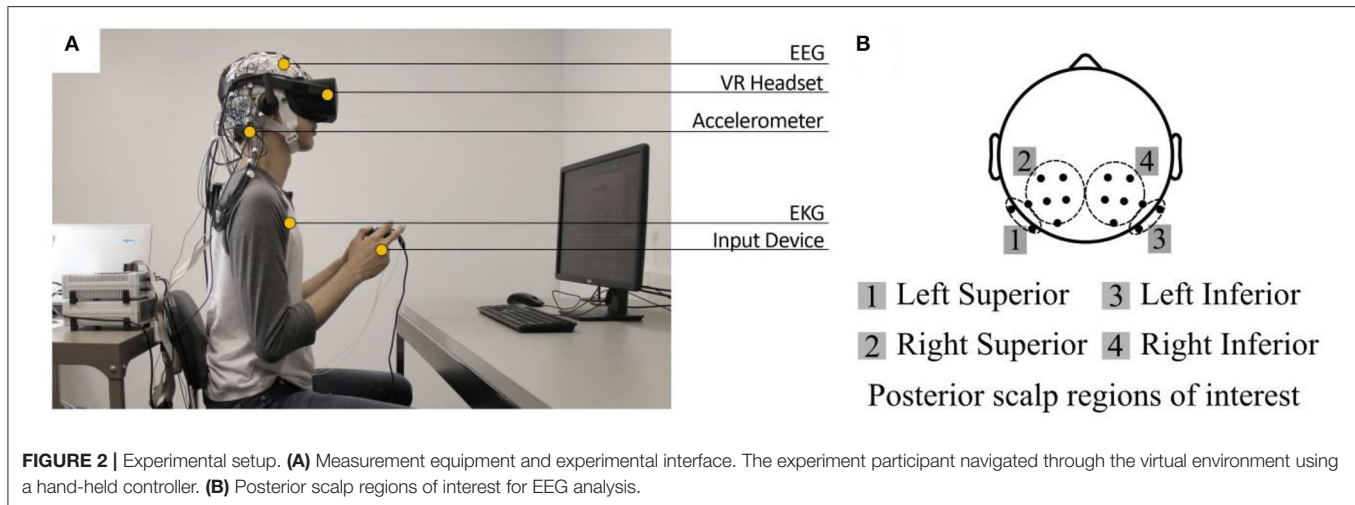 A
EEG
VR Headset
Accelerometer
EKG
Input Device
B
2 4
1 3
1 Left Superior 3 Left Inferior
2 Right Superior 4 Right Inferior
Posterior scalp regions of interest
FIGURE 2 | Experimental setup. (A) Measurement equipment and experimental interface. The experiment participant navigated through the virtual environment using
a hand-held controller. (B) Posterior scalp regions of interest for EEG analysis.